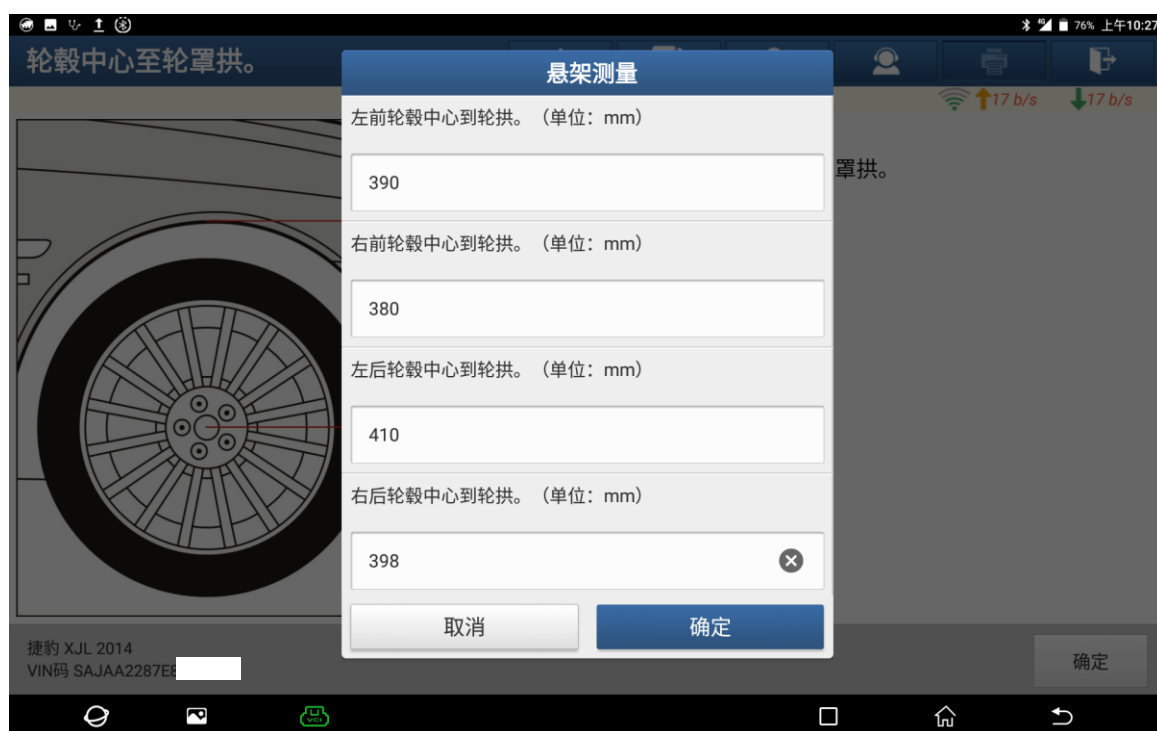 4G 76% 上午10:27
轮毂中心至轮罩拱。
悬架测量
17 b/s 17 b/s
左前轮毂中心到轮拱。（单位：mm）
罩拱。
390
右前轮毂中心到轮拱。（单位：mm）
380
左后轮毂中心到轮拱。（单位：mm）
410
右后轮毂中心到轮拱。（单位：mm）
398
取消 确定
捷豹 XJL 2014
VIN码 SAJAA2287E8
确定
VCI